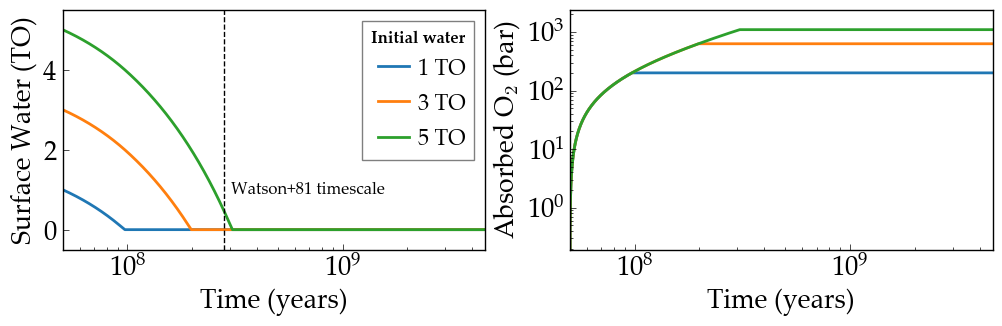 Surface Water (TO)
4
2
0
10⁸
10⁹
Time (years)
Initial water
1 TO
3 TO
5 TO
Watson+81 timescale
Absorbed O₂ (bar)
10³
10²
10¹
10⁰
10⁸
10⁹
Time (years)